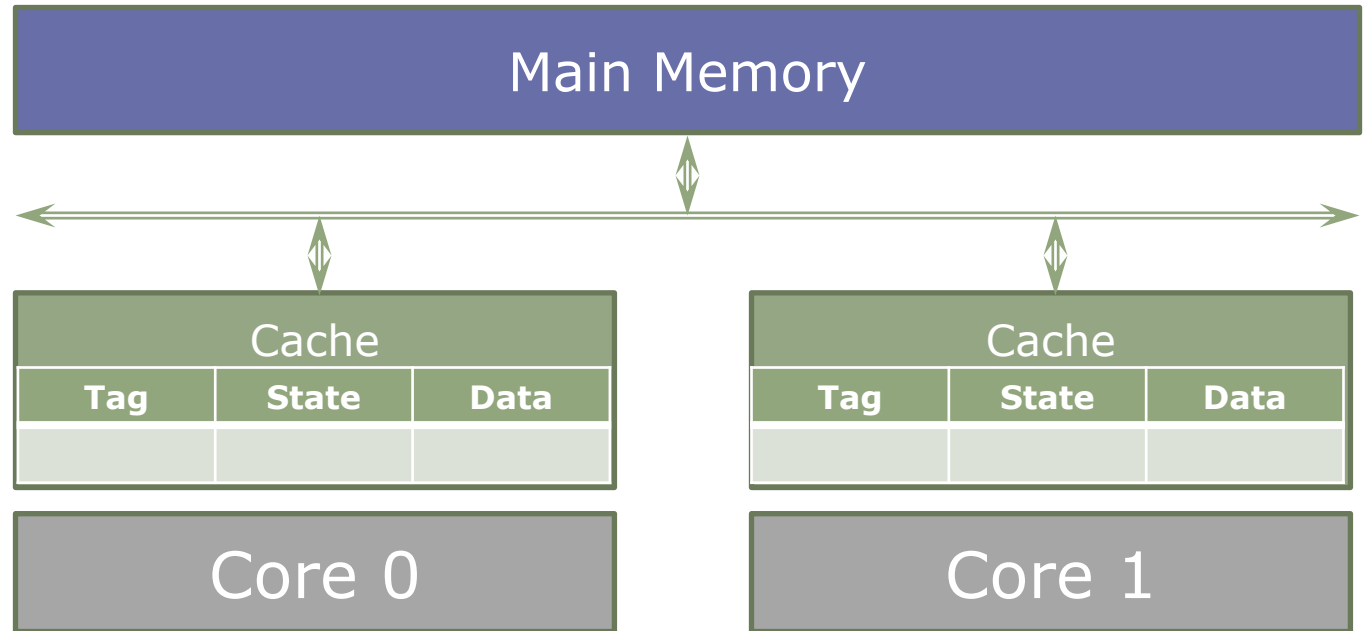 Main Memory
Cache
Cache
Tag State Data
Tag State Data
Core 0
Core 1